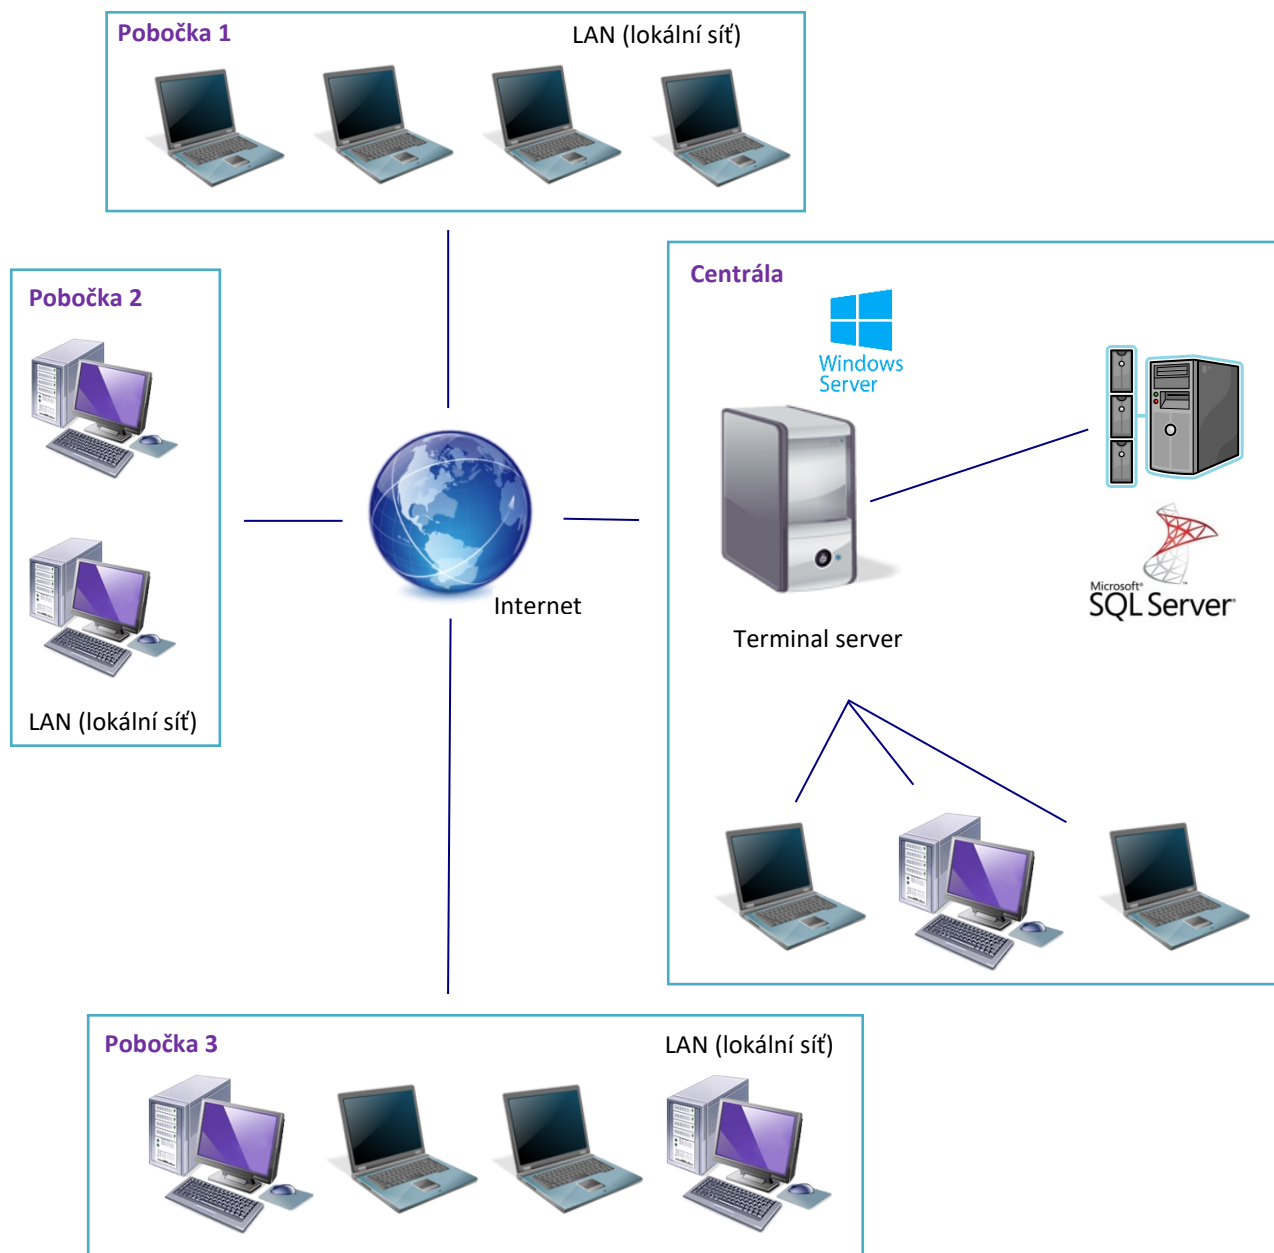 Pobočka 1
LAN (lokální síť)
Pobočka 2
LAN (lokální síť)
Internet
Centrála
Windows
Server
Terminal server
Microsoft®
SQL Server®
Pobočka 3
LAN (lokální síť)